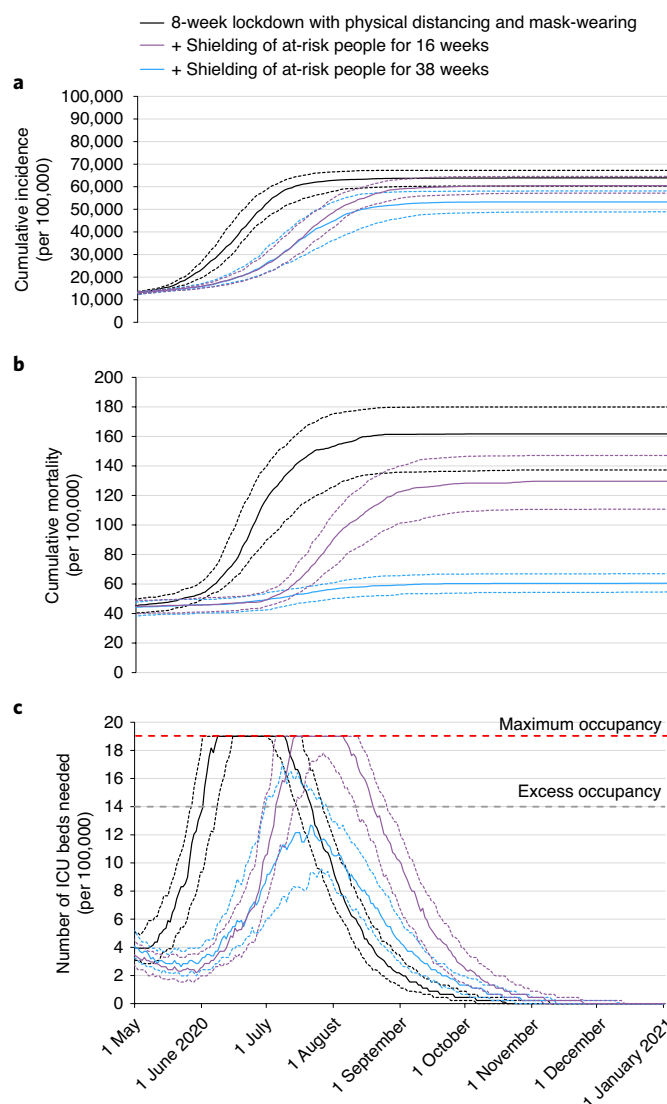 8-week lockdown with physical distancing and mask-wearing
+ Shielding of at-risk people for 16 weeks
+ Shielding of at-risk people for 38 weeks
a
100,000
90,000
80,000
70,000
60,000
50,000
40,000
30,000
20,000
10,000
0
Cumulative incidence
(per 100,000)
b
200
180
160
140
120
100
80
60
40
20
0
Cumulative mortality
(per 100,000)
c
20
18
16
14
12
10
8
6
4
2
0
Number of ICU beds needed
(per 100,000)
Maximum occupancy
Excess occupancy
1 May
1 June 2020
1 July
1 August
1 September
1 October
1 November
1 December
1 January 2021